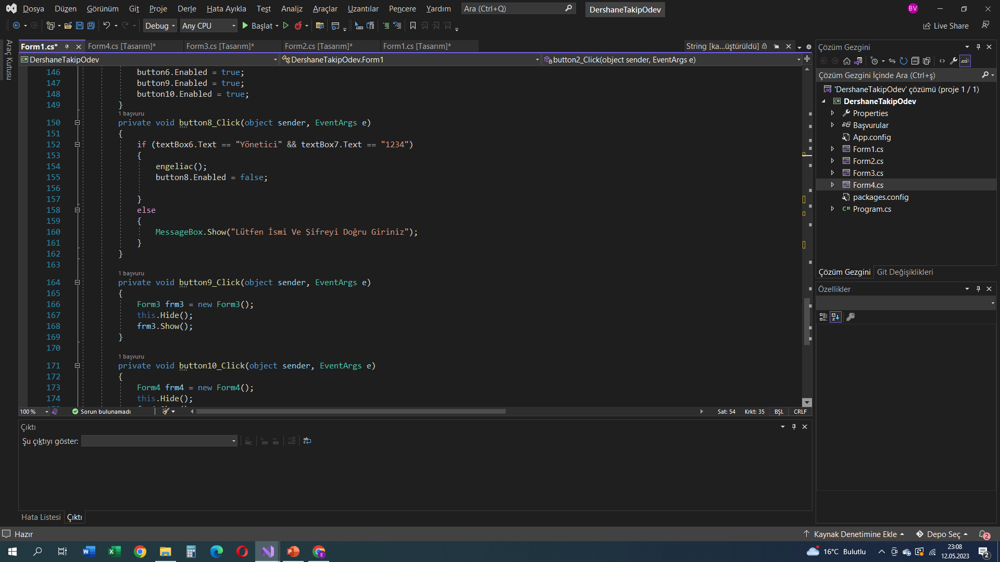 Dosya Düzen Görünüm Git Proje Derle Hata Ayıkla Test Analiz Araçlar Uzantılar Pencere Yardım Ara (Ctrl+Q) DershaneTakipOdev BV
Debug Any CPU Başlat Live Share
Araç Kutusu
Form1.cs* Form4.cs [Tasarım]* Form3.cs [Tasarım]* Form2.cs [Tasarım]* Form1.cs [Tasarım]* String [ka...üştürüldü]
DershaneTakipOdev DershaneTakipOdev.Form1 button2_Click(object sender, EventArgs e)
146 button6.Enabled = true;
147 button9.Enabled = true;
148 button10.Enabled = true;
149 }
1 başvuru
150 private void button8_Click(object sender, EventArgs e)
151 {
152 if (textBox6.Text == "Yönetici" && textBox7.Text == "1234")
153 {
154 engeliac();
155 button8.Enabled = false;
156
157 }
158 else
159 {
160 MessageBox.Show("Lütfen İsmi Ve Şifreyi Doğru Giriniz");
161 }
162 }
163
1 başvuru
164 private void button9_Click(object sender, EventArgs e)
165 {
166 Form3 frm3 = new Form3();
167 this.Hide();
168 frm3.Show();
169 }
170
1 başvuru
171 private void button10_Click(object sender, EventArgs e)
172 {
173 Form4 frm4 = new Form4();
174 this.Hide();
100 % Sorun bulunamadı Sat: 54 Krkt: 35 BŞL CRLF
Çıktı
Şu çıktıyı göster:
Hata Listesi Çıktı
Çözüm Gezgini
Çözüm Gezgini İçinde Ara (Ctrl+ş)
'DershaneTakipOdev' çözümü (proje 1 / 1)
DershaneTakipOdev
Properties
Başvurular
App.config
Form1.cs
Form2.cs
Form3.cs
Form4.cs
packages.config
C# Program.cs
Çözüm Gezgini Git Değişiklikleri
Özellikler
Hazır Kaynak Denetimine Ekle Depo Seç 2
16°C Bulutlu 23:08
12.05.2023 2